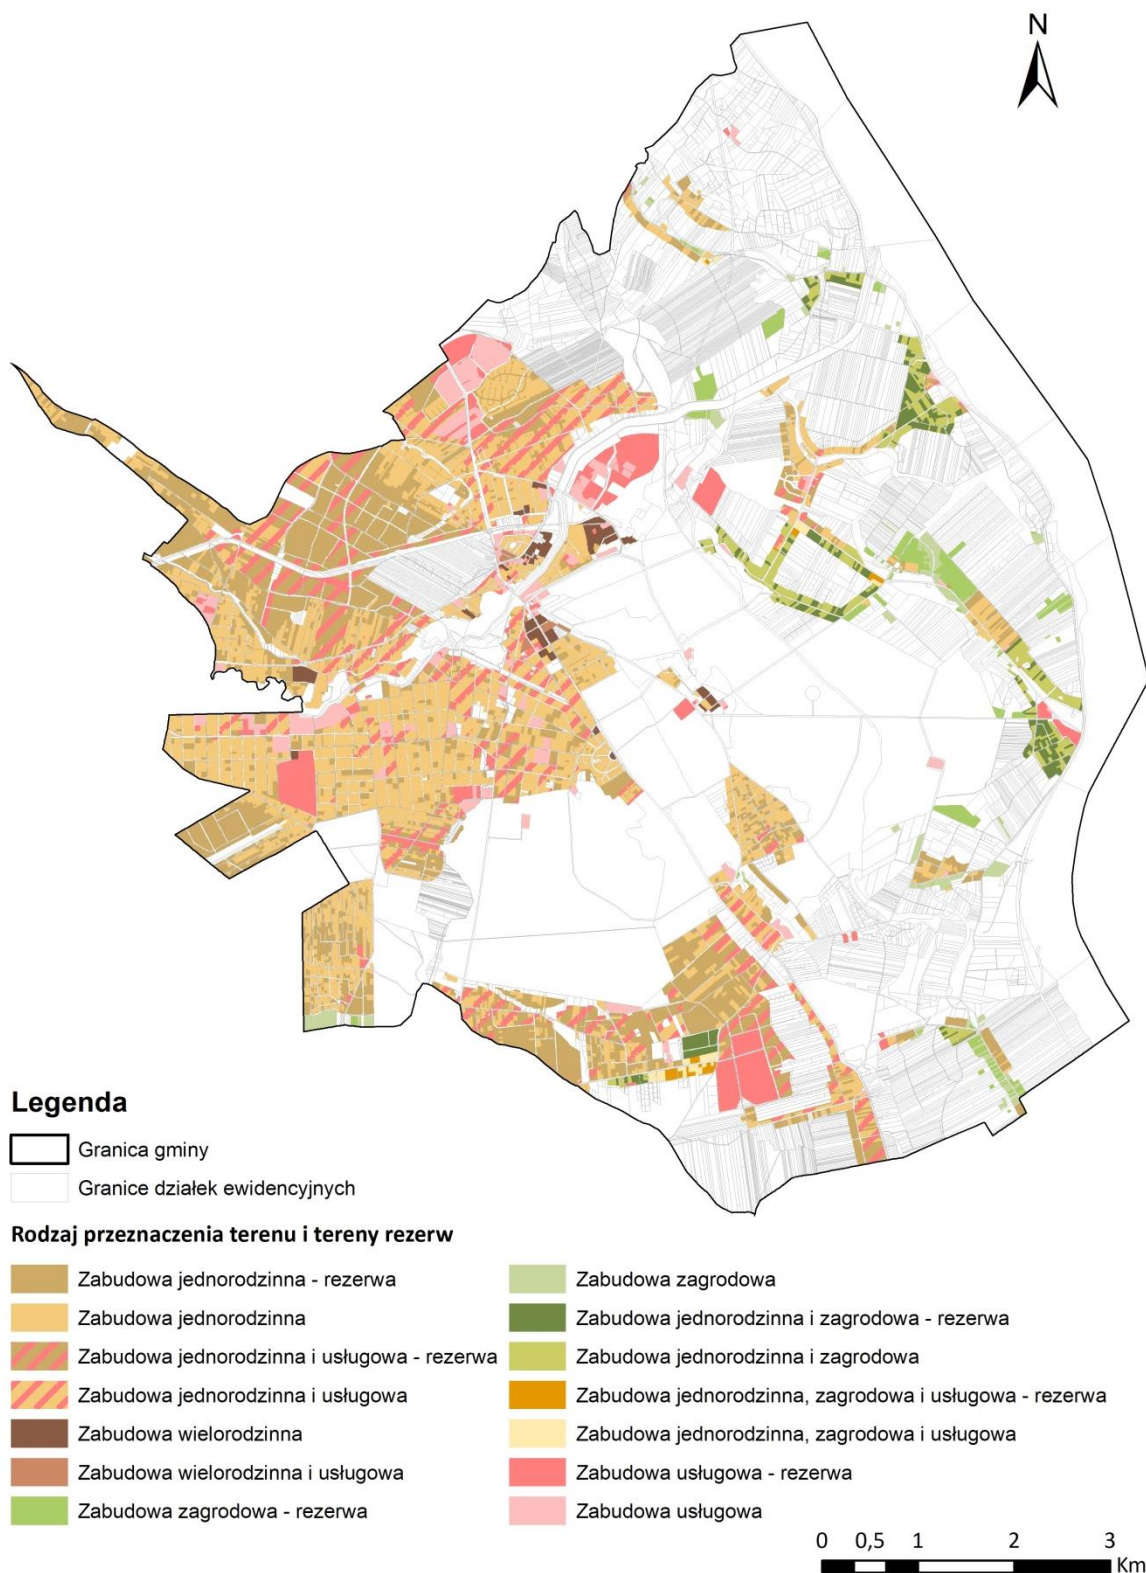 N
Legenda
Granica gminy
Granice działek ewidencyjnych
Rodzaj przeznaczenia terenu i tereny rezerw
Zabudowa jednorodzinna - rezerwa
Zabudowa jednorodzinna
Zabudowa jednorodzinna i usługowa - rezerwa
Zabudowa jednorodzinna i usługowa
Zabudowa wielorodzinna
Zabudowa wielorodzinna i usługowa
Zabudowa zagrodowa - rezerwa
Zabudowa zagrodowa
Zabudowa jednorodzinna i zagrodowa - rezerwa
Zabudowa jednorodzinna i zagrodowa
Zabudowa jednorodzinna, zagrodowa i usługowa - rezerwa
Zabudowa jednorodzinna, zagrodowa i usługowa
Zabudowa usługowa - rezerwa
Zabudowa usługowa
0 0,5 1 2 3
Km